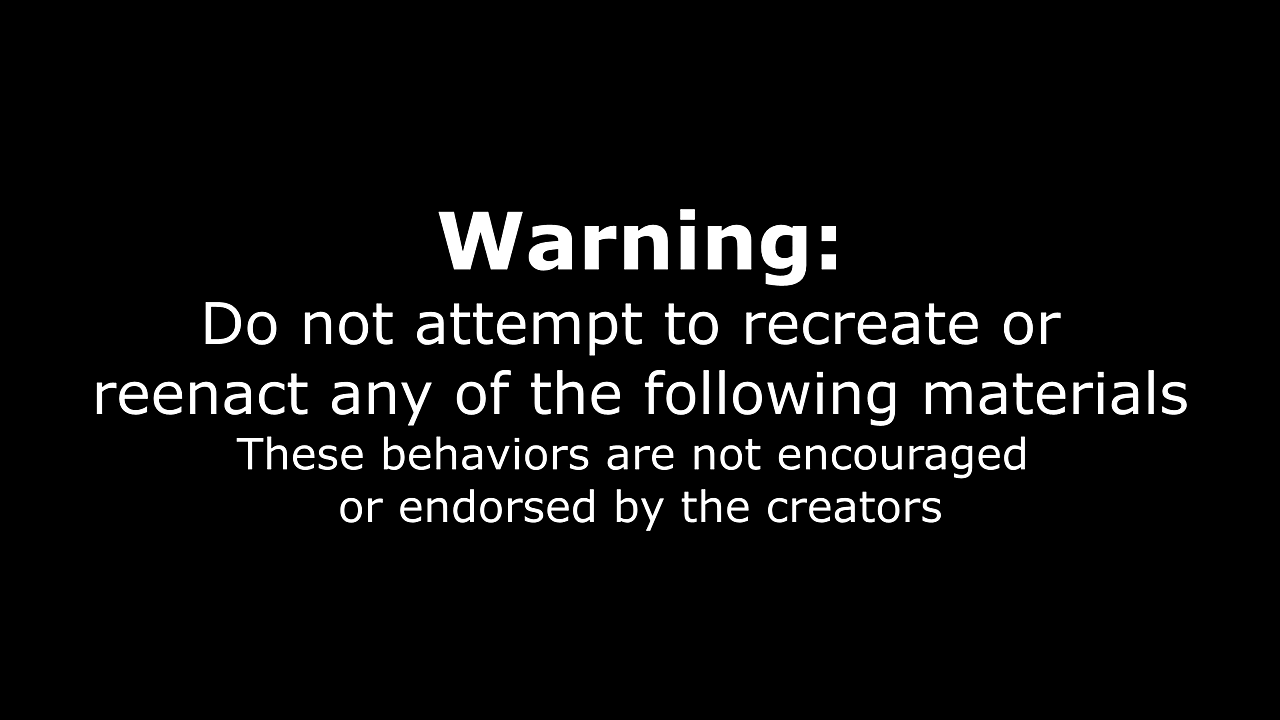 Warning:
Do not attempt to recreate or
reenact any of the following materials
These behaviors are not encouraged
or endorsed by the creators